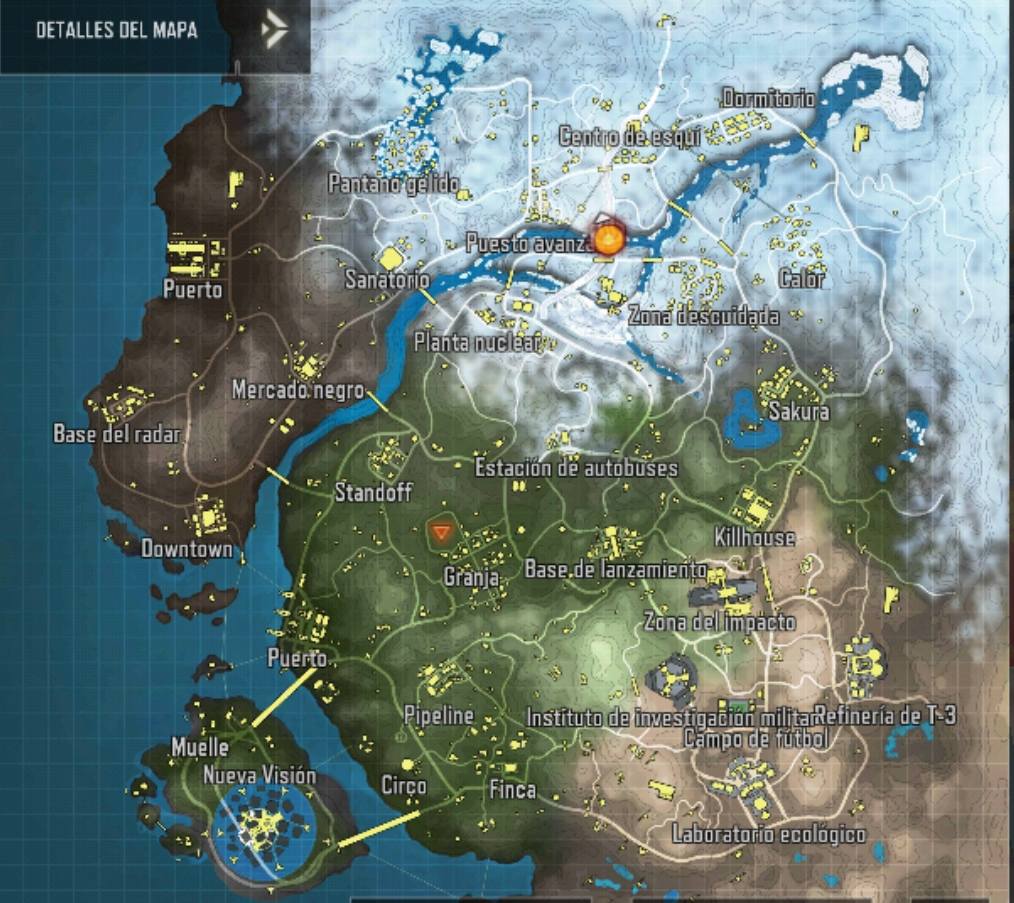 DETALLES DEL MAPA
Dormitorio
Centro de esquí
Pantano gélido
Puesto avanz
Sanatorio
Calor
Puerto
Zona descuidada
Planta nuclear
Mercado negro
Sakura
Base del radar
Estación de autobuses
Standoff
Killhouse
Downtown
Base de lanzamiento
Granja
Zona del impacto
Puerto
Pipeline
Instituto de investigación militar
Refinería de T-3
Campo de fútbol
Muelle
Nueva Visión
Circo
Finca
Laboratorio ecológico